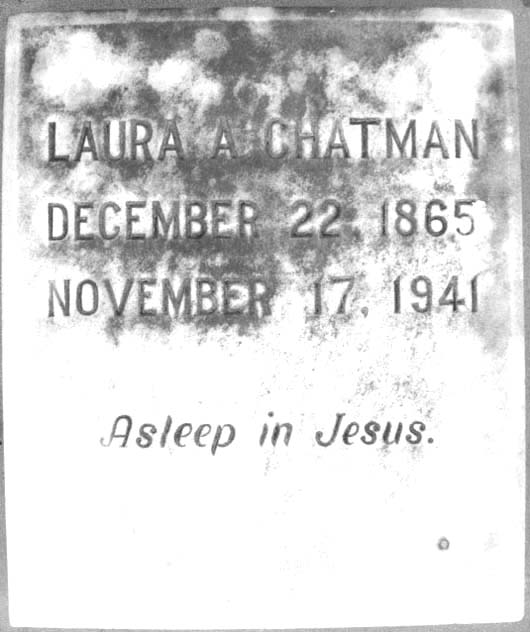 LAURA A CHATMAN
DECEMBER 22, 1865
NOVEMBER 17, 1941
Asleep in Jesus.